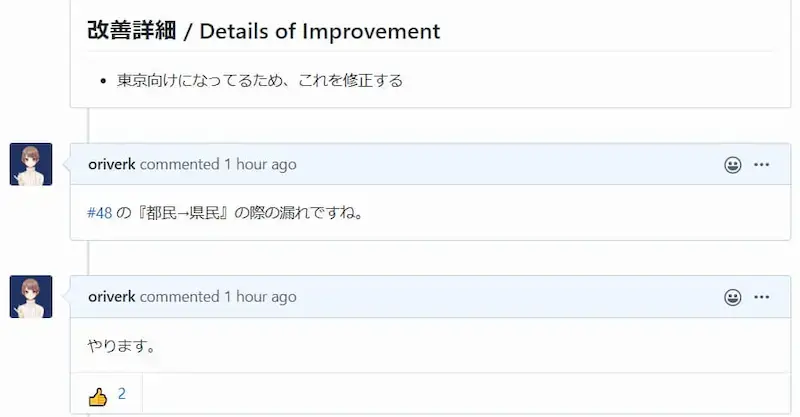 改善詳細 / Details of Improvement
• 東京向けになってるため、これを修正する
oriverk commented 1 hour ago
#48 の『都民→県民』の際の漏れですね。
oriverk commented 1 hour ago
やります。
👍 2